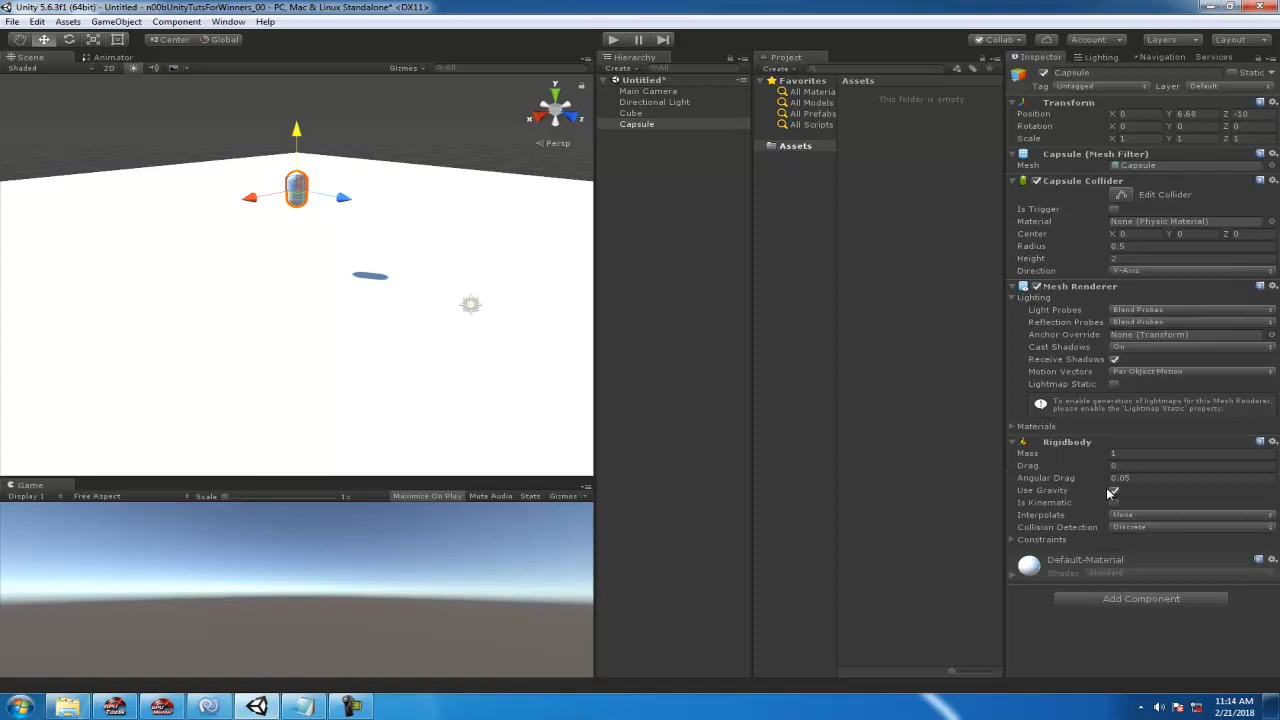 Unity 5.6.3f1 (64bit) - Untitled - n00bUnityTutsForWinners_00 - PC, Mac & Linux Standalone* <DX11>
File Edit Assets GameObject Component Window Help
Center Global
Collab Account Layers Layout
Scene Animator
Shaded 2D Gizmos All
y
x z
Persp
Game
Display 1 Free Aspect Scale 1x Maximize On Play Mute Audio Stats Gizmos
Hierarchy
Create All
Untitled*
Main Camera
Directional Light
Cube
Capsule
Project
Create
Favorites
All Materia
All Models
All Prefabs
All Scripts
Assets
Assets
This folder is empty
Inspector Lighting Navigation Services
Capsule Static
Tag Untagged Layer Default
Transform
Position X 0 Y 6.68 Z -10
Rotation X 0 Y 0 Z 0
Scale X 1 Y 1 Z 1
Capsule (Mesh Filter)
Mesh Capsule
Capsule Collider
Edit Collider
Is Trigger
Material None (Physic Material)
Center X 0 Y 0 Z 0
Radius 0.5
Height 2
Direction Y-Axis
Mesh Renderer
Lighting
Light Probes Blend Probes
Reflection Probes Blend Probes
Anchor Override None (Transform)
Cast Shadows On
Receive Shadows
Motion Vectors Per Object Motion
Lightmap Static
To enable generation of lightmaps for this Mesh Renderer, please enable the 'Lightmap Static' property.
Materials
Rigidbody
Mass 1
Drag 0
Angular Drag 0.05
Use Gravity
Is Kinematic
Interpolate None
Collision Detection Discrete
Constraints
Default-Material
Shader Standard
Add Component
11:14 AM
2/21/2018